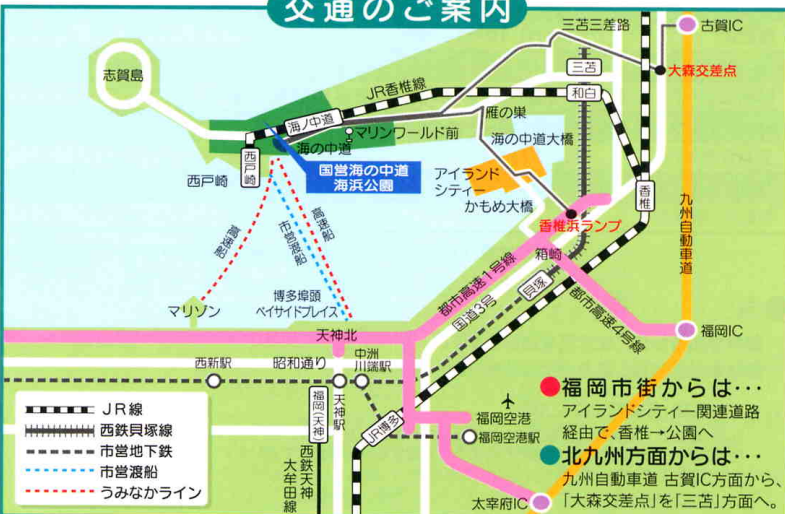 交通のご案内
三苫三差路
古賀IC
志賀島
三苫
大森交差点
JR香椎線
和白
雁の巣
海ノ中道
マリンワールド前
海の中道
海の中道大橋
西戸崎
西戸崎
国営海の中道
海浜公園
アイランド
シティー
かもめ大橋
香椎
香椎浜ランプ
九州自動車道
高速船
市営渡船
高速船
箱崎
都市高速1号線
国道3号
貝塚
都市高速4号線
マリゾン
博多埠頭
ベイサイドプレイス
天神北
福岡IC
西新駅
昭和通り
中洲
川端駅
天神駅
福岡(天神)
西鉄天神
大牟田線
JR博多
福岡空港
福岡空港駅
太宰府IC
JR線
西鉄貝塚線
市営地下鉄
市営渡船
うみなかライン
●福岡市街からは…
アイランドシティー関連道路
経由で、香椎→公園へ
●北九州方面からは…
九州自動車道 古賀IC方面から、
「大森交差点」を「三苫」方面へ。